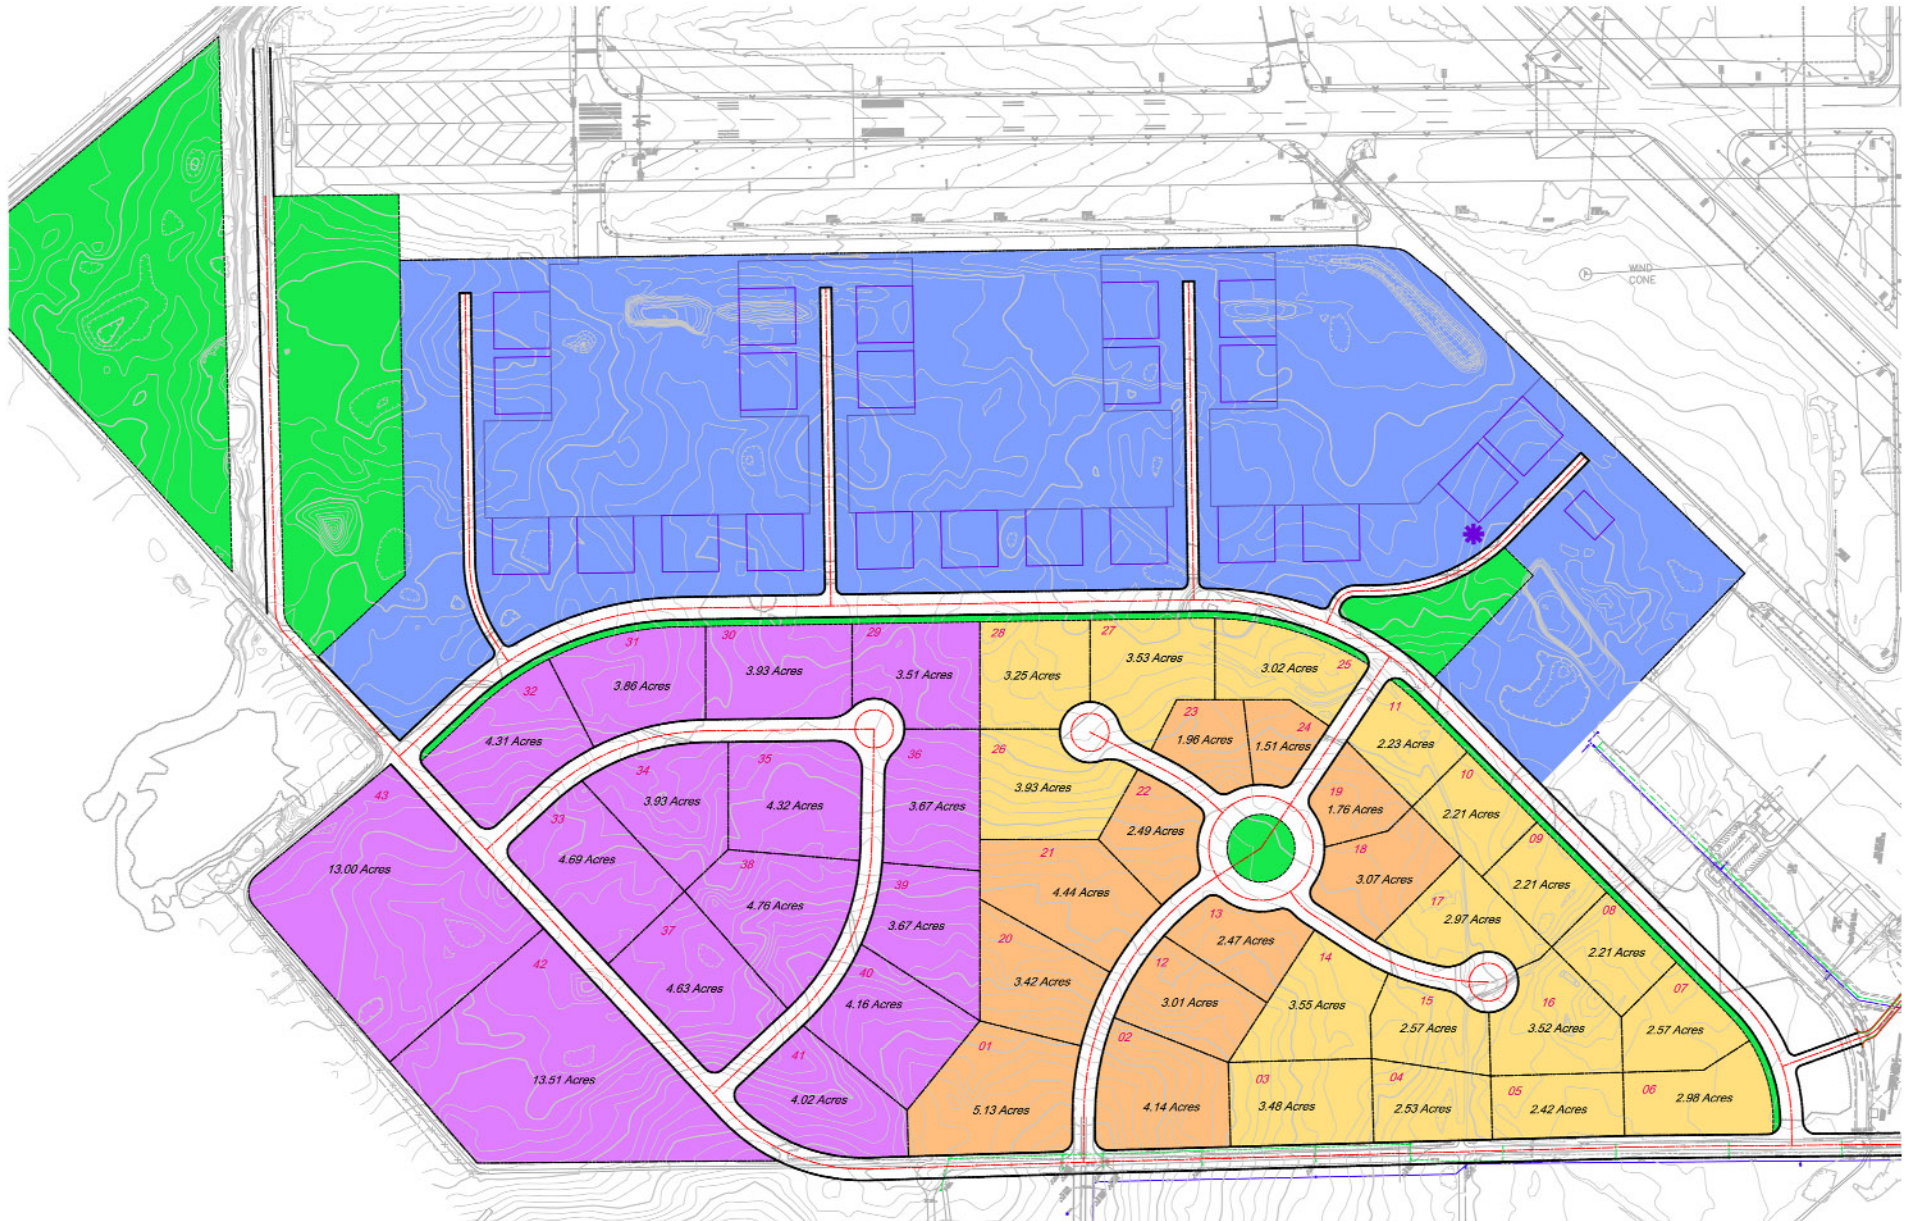 WIND
CONE
31
30
29
28
27
3.86 Acres
3.93 Acres
3.51 Acres
3.25 Acres
3.53 Acres
3.02 Acres
25
32
4.31 Acres
11
2.23 Acres
23
1.96 Acres
24
1.51 Acres
43
13.00 Acres
34
3.93 Acres
35
4.32 Acres
36
3.67 Acres
26
3.93 Acres
22
2.49 Acres
19
1.76 Acres
10
2.21 Acres
33
4.69 Acres
38
4.76 Acres
39
3.67 Acres
21
4.44 Acres
18
3.07 Acres
09
2.21 Acres
37
4.63 Acres
20
3.42 Acres
13
2.47 Acres
17
2.97 Acres
08
2.21 Acres
42
13.51 Acres
40
4.16 Acres
12
3.01 Acres
14
3.55 Acres
15
2.57 Acres
16
3.52 Acres
07
2.57 Acres
41
4.02 Acres
01
5.13 Acres
02
4.14 Acres
03
3.48 Acres
04
2.53 Acres
05
2.42 Acres
06
2.98 Acres